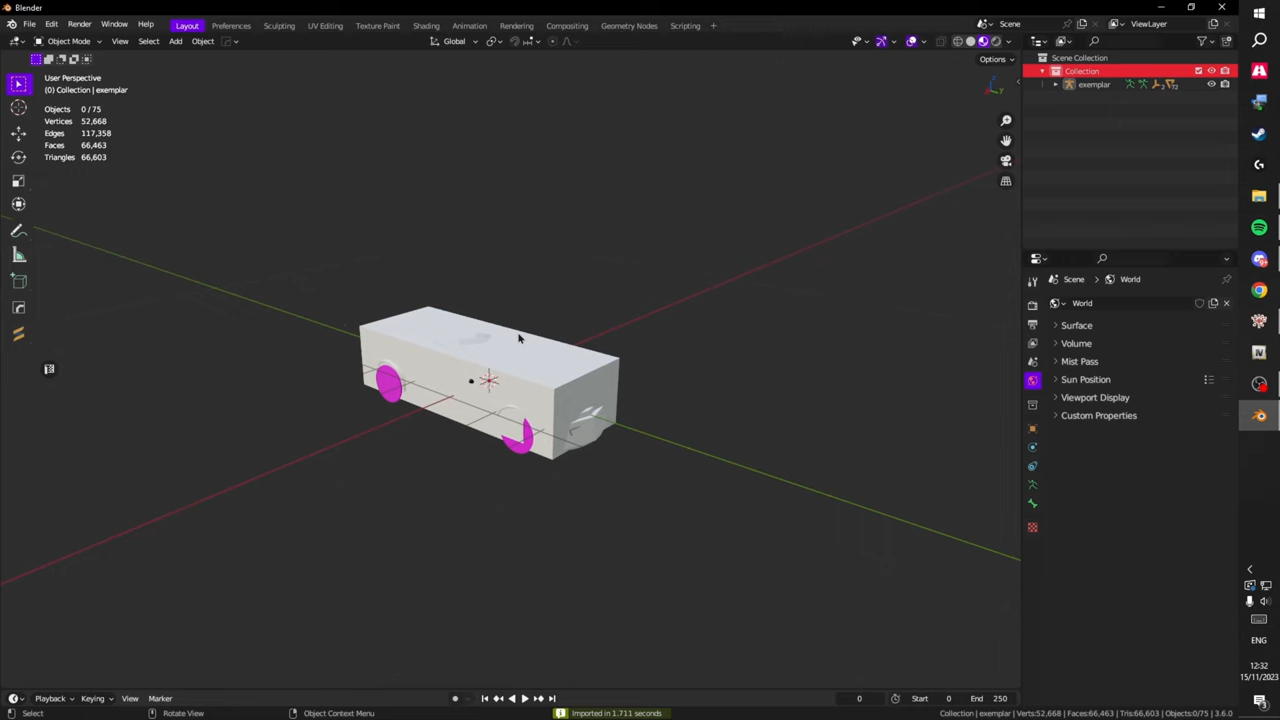 Blender
File Edit Render Window Help Layout Preferences Sculpting UV Editing Texture Paint Shading Animation Rendering Compositing Geometry Nodes Scripting + Scene ViewLayer
Object Mode View Select Add Object Global
Options
User Perspective
(0) Collection | exemplar
Objects 0 / 75
Vertices 52,668
Edges 117,358
Faces 66,463
Triangles 66,603
Scene Collection
Collection
exemplar
Scene World
World
Surface
Volume
Mist Pass
Sun Position
Viewport Display
Custom Properties
Playback Keying View Marker 0 Start 0 End 250
Select Rotate View Object Context Menu Imported in 1.711 seconds Collection | exemplar | Verts:52,668 | Faces:66,463 | Tris:66,603 | Objects:0/75 | 3.6.0
ENG
12:32
15/11/2023